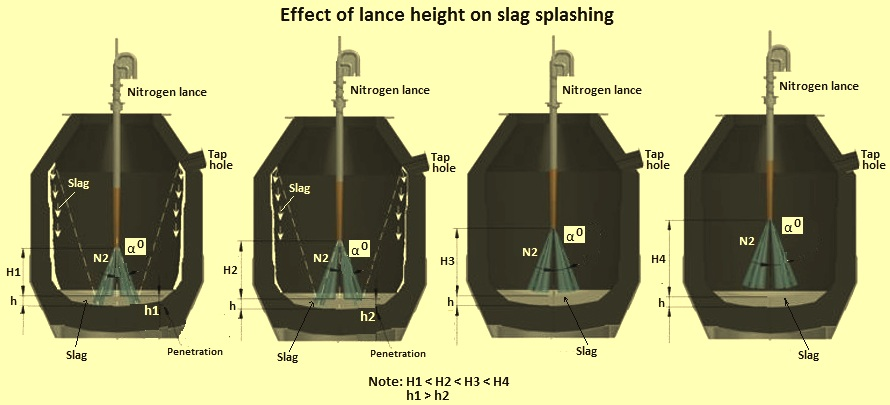 Effect of lance height on slag splashing
Nitrogen lance
Tap
hole
Slag
α⁰
N2
H1
h
h1
Slag
Penetration
Nitrogen lance
Tap
hole
Slag
α⁰
N2
H2
h
h2
Slag
Penetration
Nitrogen lance
Tap
hole
α⁰
N2
H3
h
Slag
Nitrogen lance
Tap
hole
α⁰
N2
H4
h
Slag
Note: H1 < H2 < H3 < H4
h1 > h2